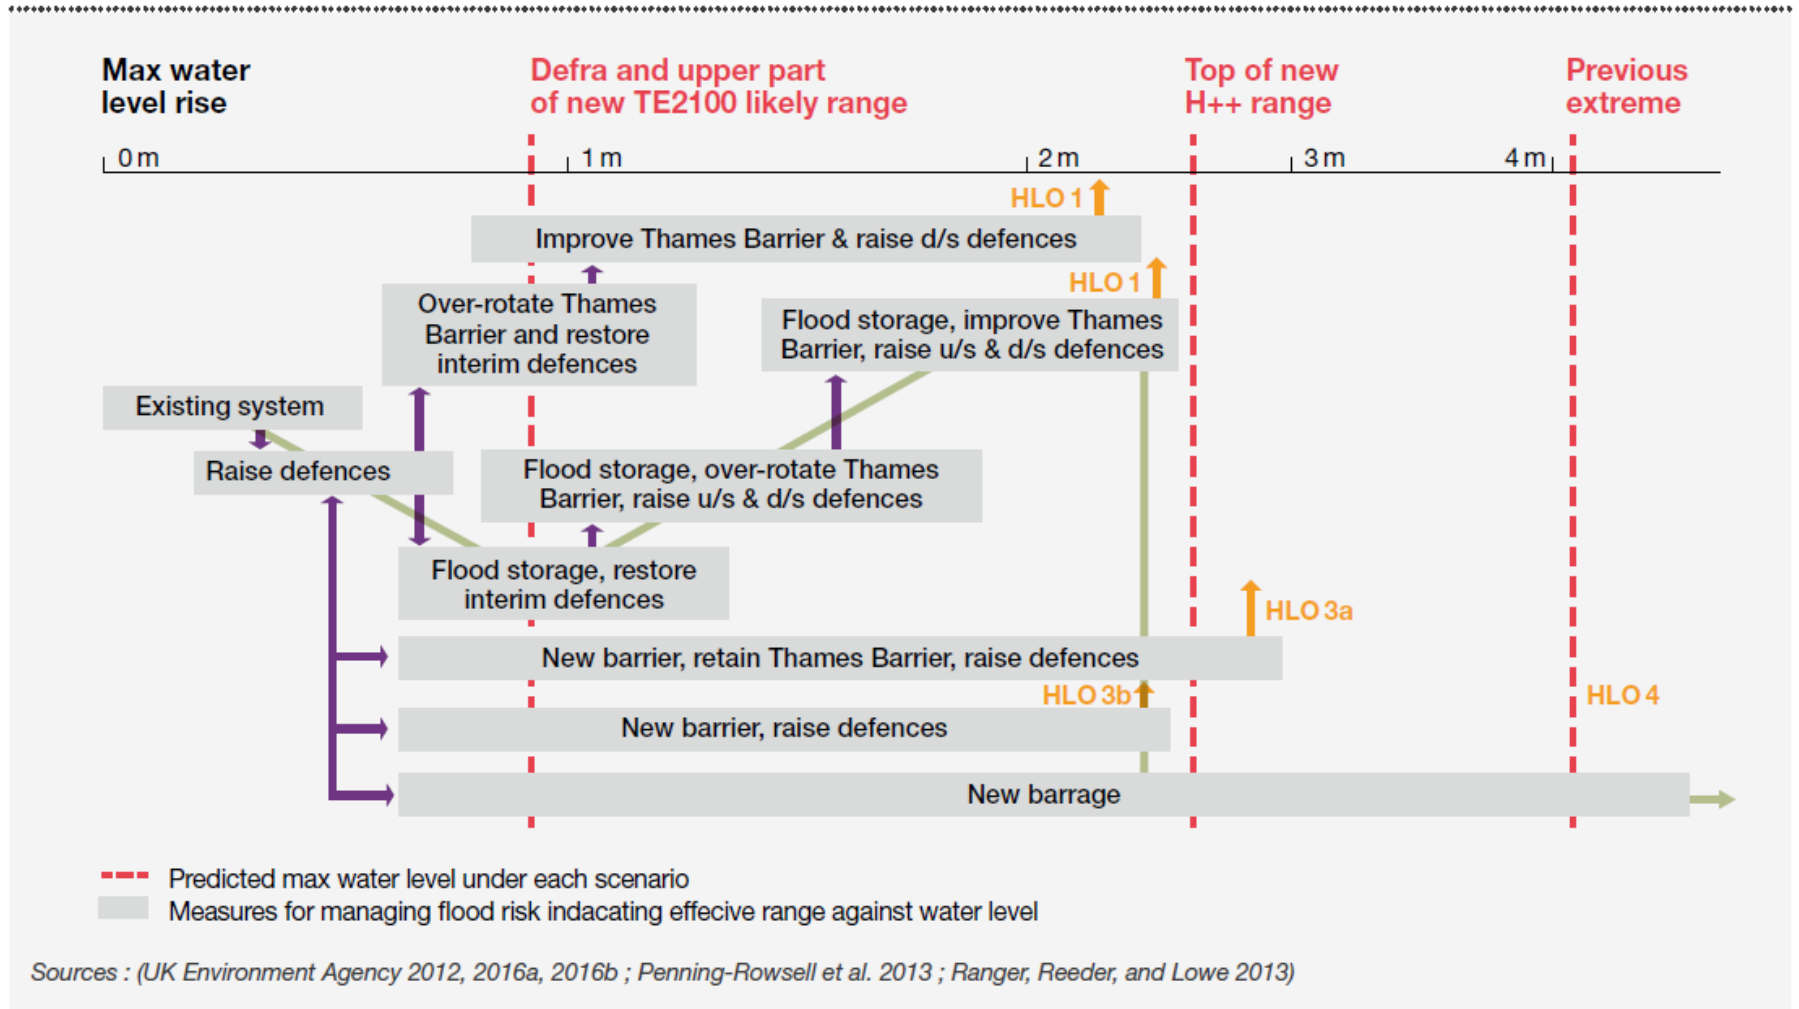 Max water
level rise
Defra and upper part
of new TE2100 likely range
Top of new
H++ range
Previous
extreme
0 m
1 m
2 m
3 m
4 m
HLO 1
Improve Thames Barrier & raise d/s defences
HLO 1
Over-rotate Thames
Barrier and restore
interim defences
Flood storage, improve Thames
Barrier, raise u/s & d/s defences
Existing system
Raise defences
Flood storage, over-rotate Thames
Barrier, raise u/s & d/s defences
Flood storage, restore
interim defences
HLO 3a
New barrier, retain Thames Barrier, raise defences
HLO 3b
HLO 4
New barrier, raise defences
New barrage
Predicted max water level under each scenario
Measures for managing flood risk indacating effecive range against water level
Sources : (UK Environment Agency 2012, 2016a, 2016b ; Penning-Rowsell et al. 2013 ; Ranger, Reeder, and Lowe 2013)